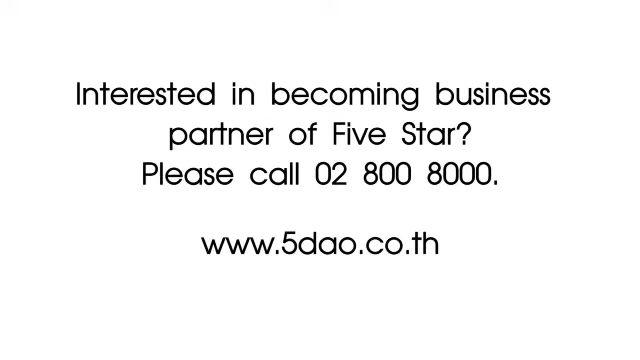 Interested in becoming business
partner of Five Star?
Please call 02 800 8000.
www.5dao.co.th